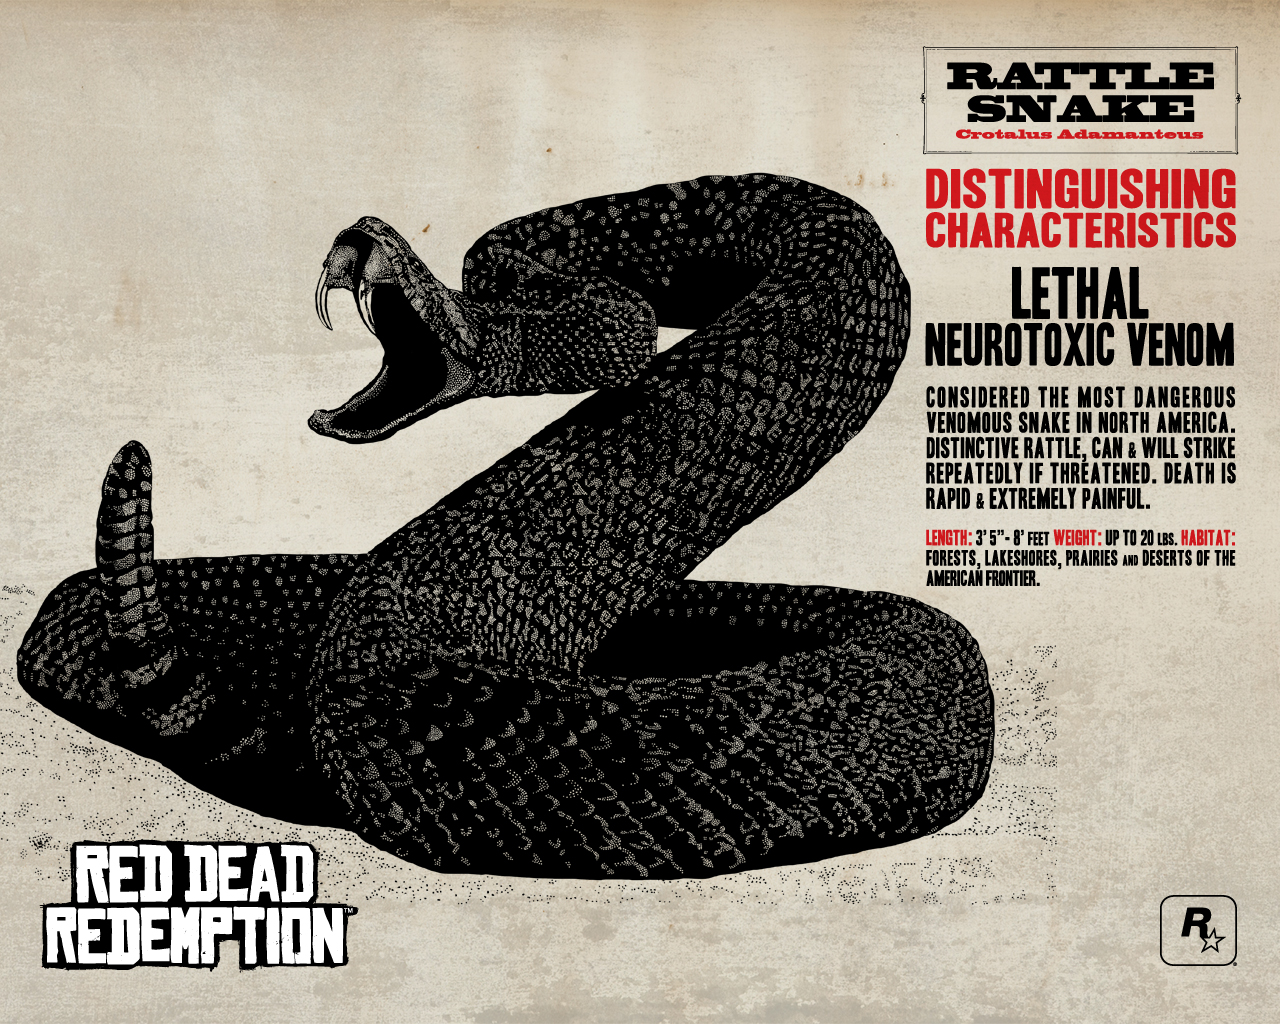 RATTLE
SNAKE
Crotalus Adamanteus
DISTINGUISHING
CHARACTERISTICS
LETHAL
NEUROTOXIC VENOM
CONSIDERED THE MOST DANGEROUS
VENOMOUS SNAKE IN NORTH AMERICA.
DISTINCTIVE RATTLE, CAN & WILL STRIKE
REPEATEDLY IF THREATENED. DEATH IS
RAPID & EXTREMELY PAINFUL.
LENGTH: 3' 5"- 8' FEET WEIGHT: UP TO 20 LBS. HABITAT:
FORESTS, LAKESHORES, PRAIRIES AND DESERTS OF THE
AMERICAN FRONTIER.
RED DEAD
REDEMPTION™
R